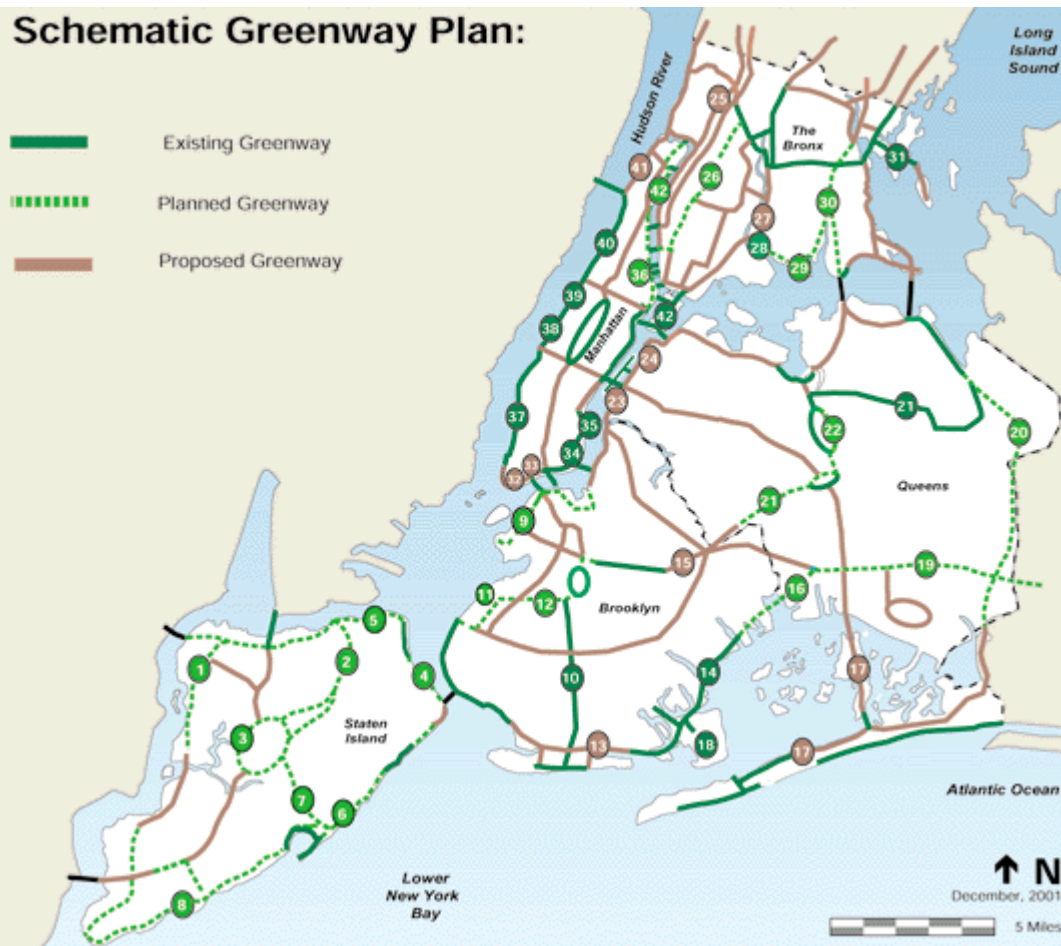 Schematic Greenway Plan:
Existing Greenway
Planned Greenway
Proposed Greenway
Hudson River
Long
Island
Sound
The
Bronx
Manhattan
Queens
Brooklyn
Staten
Island
Atlantic Ocean
Lower
New York
Bay
N
December, 2001
5 Miles
25
31
41
42
26
30
27
40
28
29
36
39
42
38
24
23
21
37
35
22
20
34
33
32
21
9
15
19
16
11
12
5
1
2
4
10
14
17
3
13
18
17
7
6
8